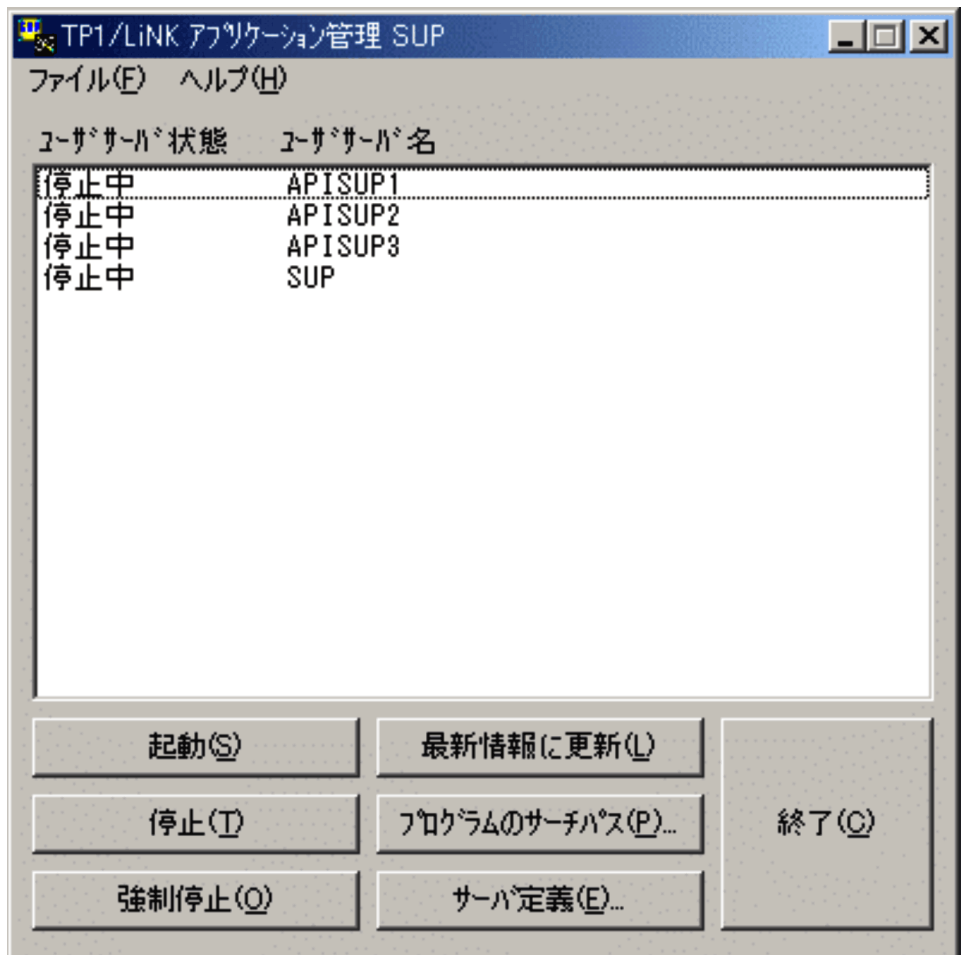 TP1/LiNK ｱﾌﾟﾘｹｰｼｮﾝ管理 SUP
ファイル(F) ヘルプ(H)
ﾕｰｻﾞｻｰﾊﾞ状態 ﾕｰｻﾞｻｰﾊﾞ名
停止中 APISUP1
停止中 APISUP2
停止中 APISUP3
停止中 SUP
起動(S) 最新情報に更新(L)
停止(T) ﾌﾟﾛｸﾞﾗﾑのｻｰﾁﾊﾟｽ(P)... 終了(C)
強制停止(O) ｻｰﾊﾞ定義(E)...